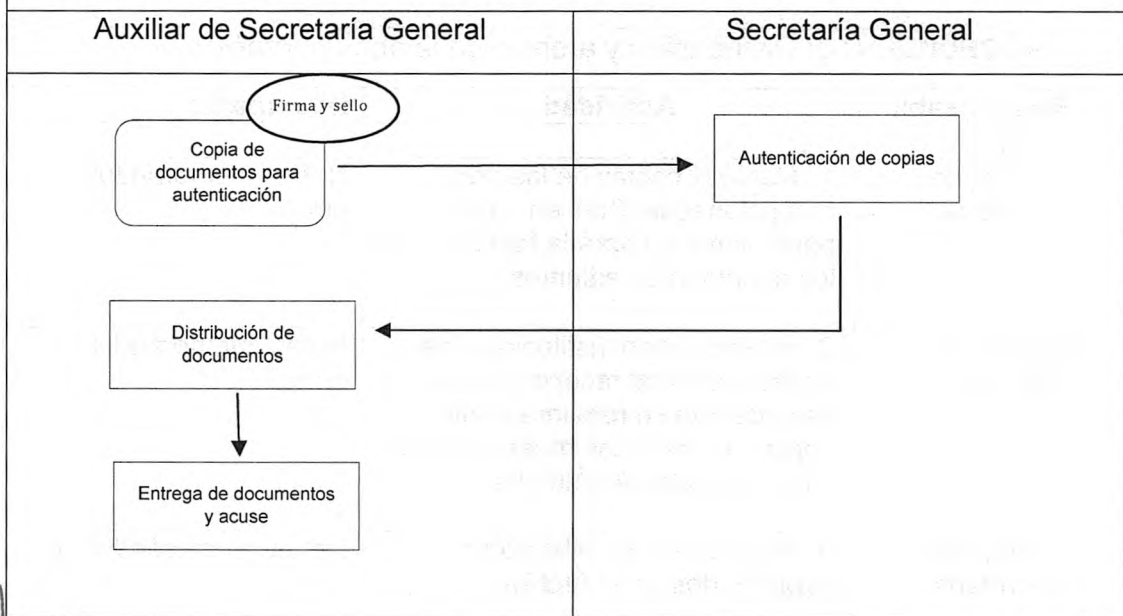 Auxiliar de Secretaría General
Secretaría General
Firma y sello
Copia de
documentos para
autenticación
Autenticación de copias
Distribución de
documentos
Entrega de documentos
y acuse